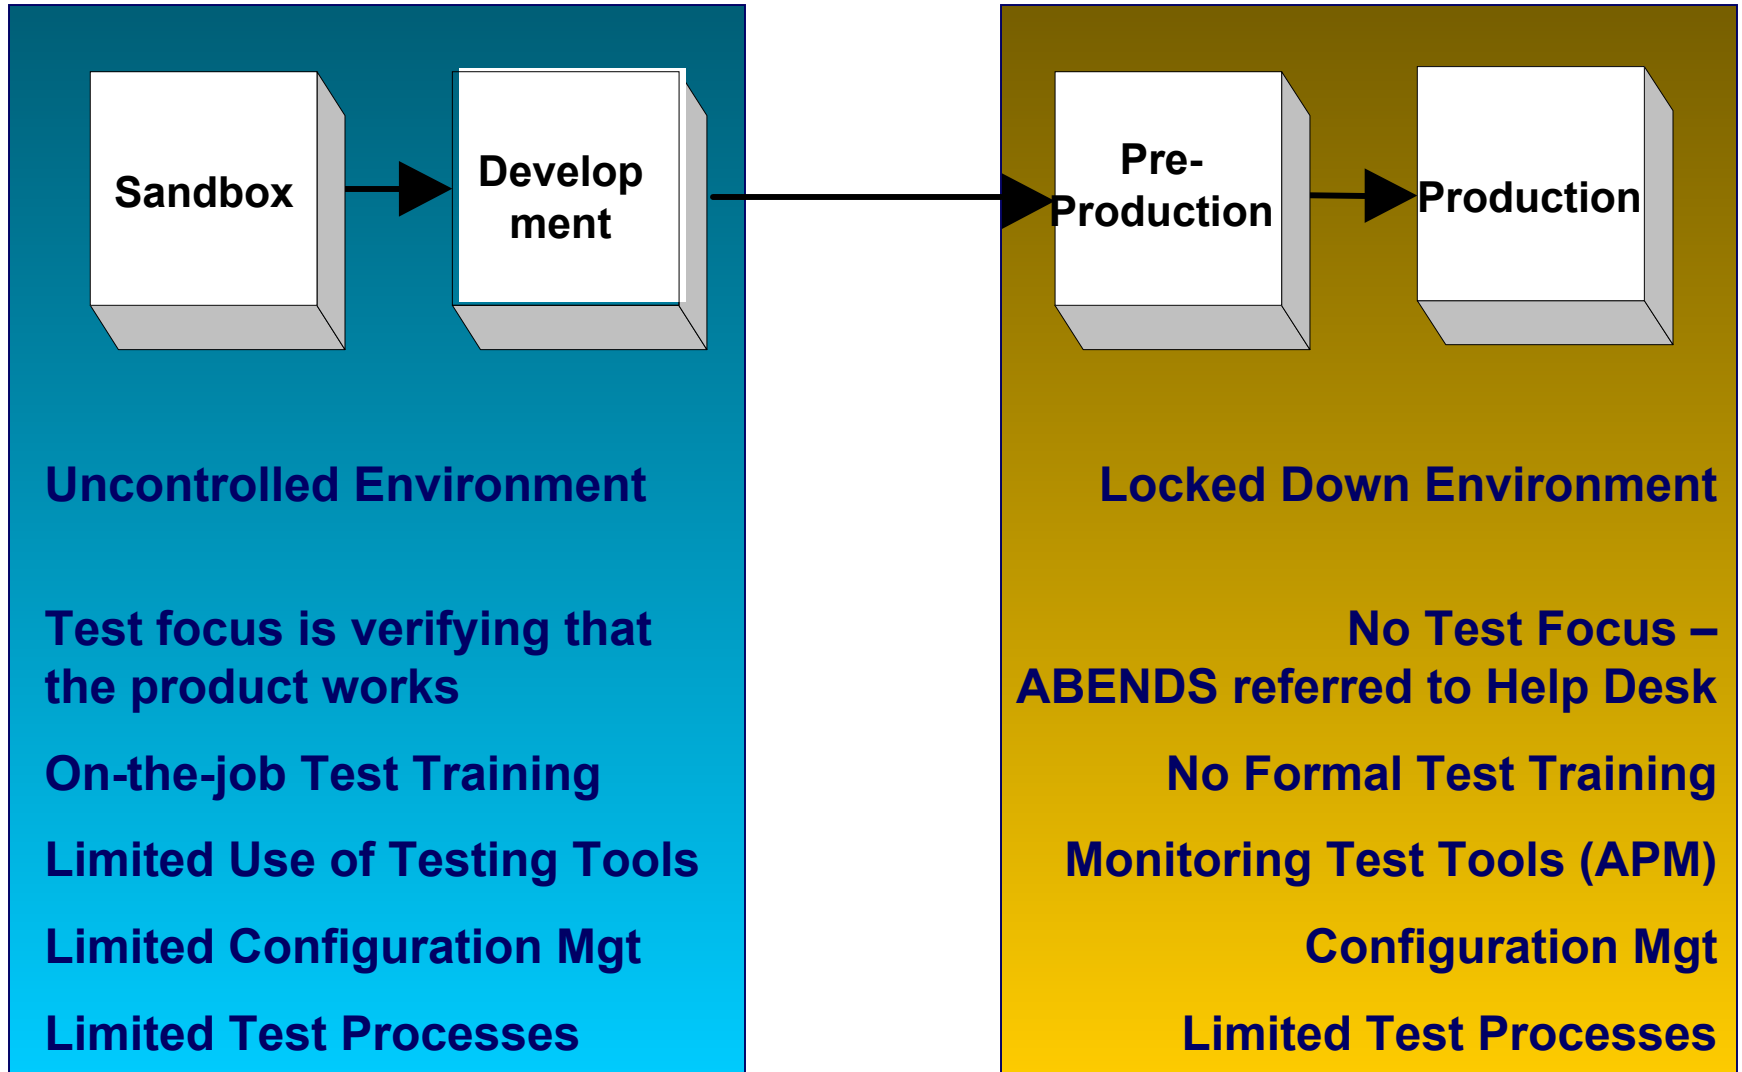 Sandbox
Develop
ment
Pre-
Production
Production
Uncontrolled Environment
Test focus is verifying that
the product works
On-the-job Test Training
Limited Use of Testing Tools
Limited Configuration Mgt
Limited Test Processes
Locked Down Environment
No Test Focus –
ABENDS referred to Help Desk
No Formal Test Training
Monitoring Test Tools (APM)
Configuration Mgt
Limited Test Processes